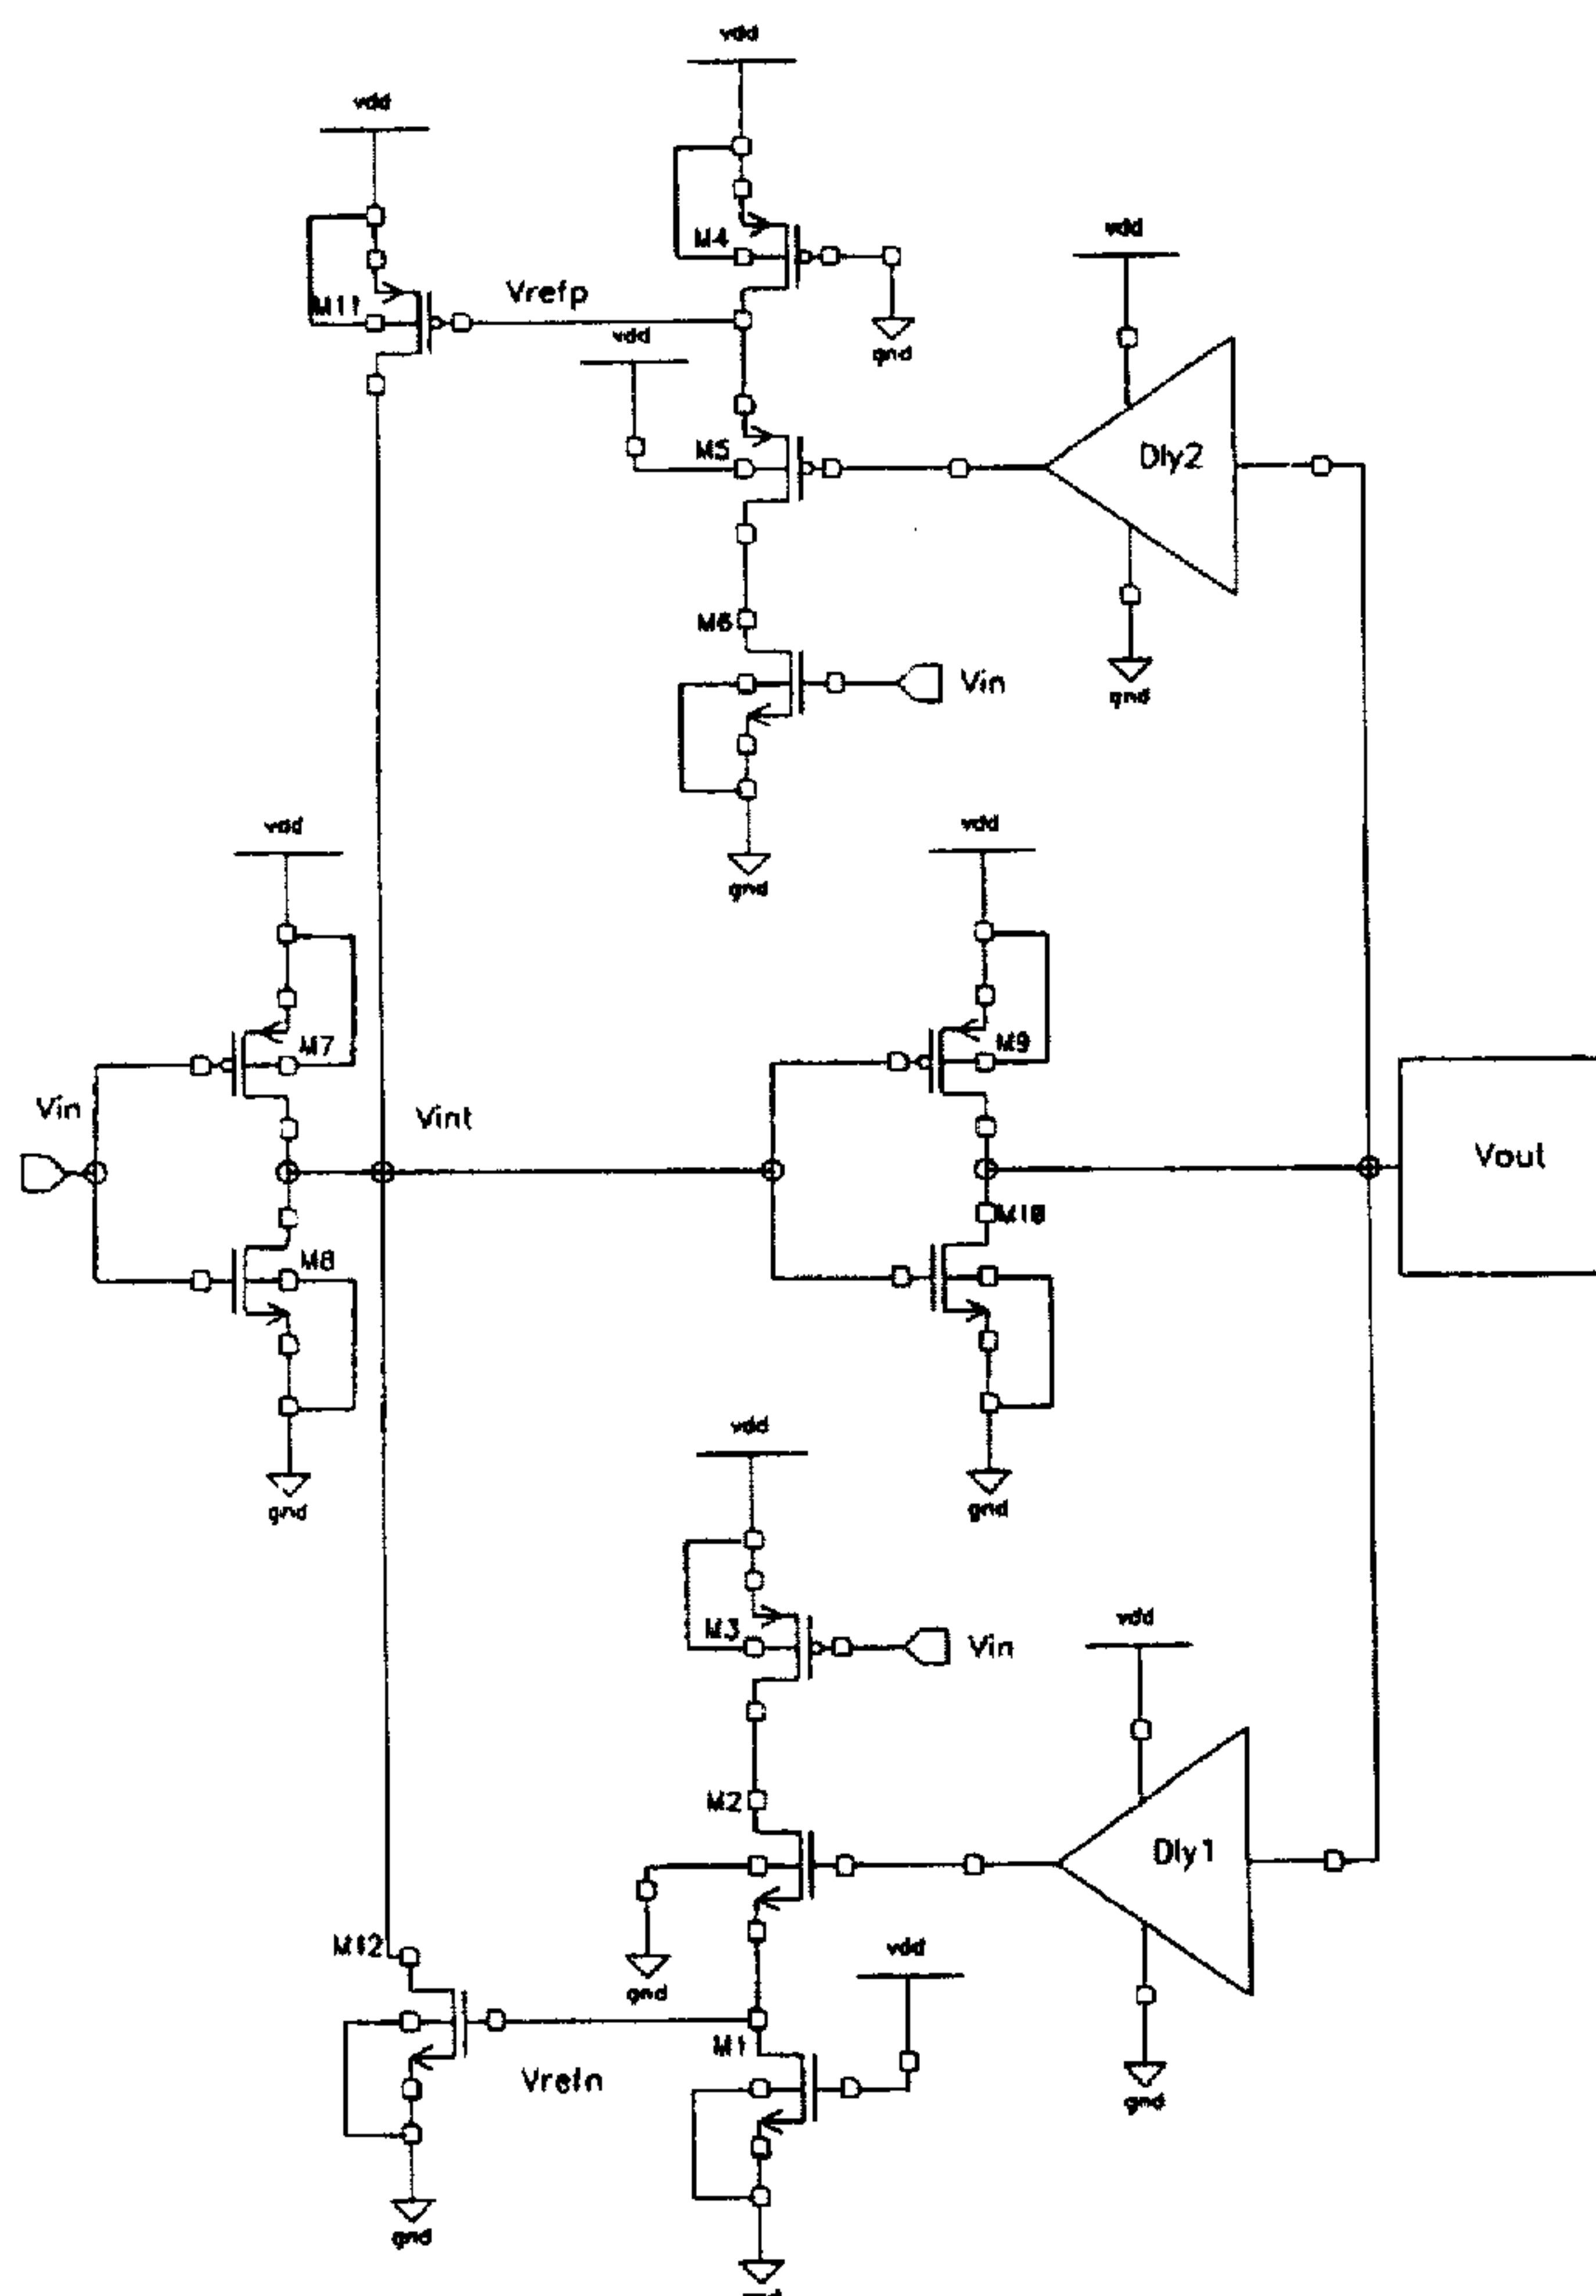 vdd
vdd
M4
vdd
M11
Vrefp
gnd
vdd
M5
Dly2
M6
Vin
gnd
gnd
vdd
vdd
M7
M9
Vin
Vint
Vout
M10
M8
gnd
vdd
gnd
M3
Vin
vdd
M2
Dly1
M12
vdd
gnd
M1
Vrefn
gnd
gnd